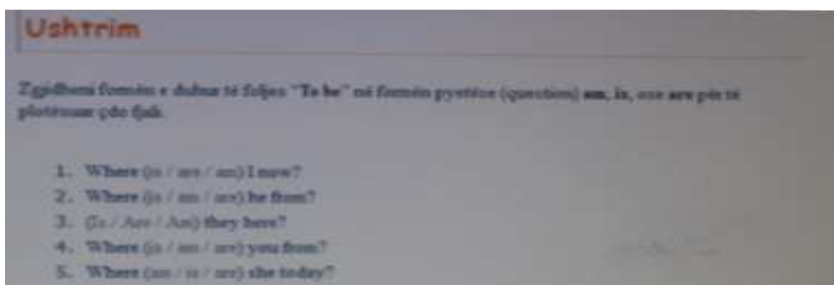 Ushtrim
Zgjidheni formën e duhur të foljes "To be" në formën pyetëse (question) am, is, ose are për të
plotësuar çdo fjali.
1. Where (is / are / am) I now?
2. Where (is / am / are) he from?
3. (Is / Are / Am) they here?
4. Where (is / am / are) you from?
5. Where (am / is / are) she today?